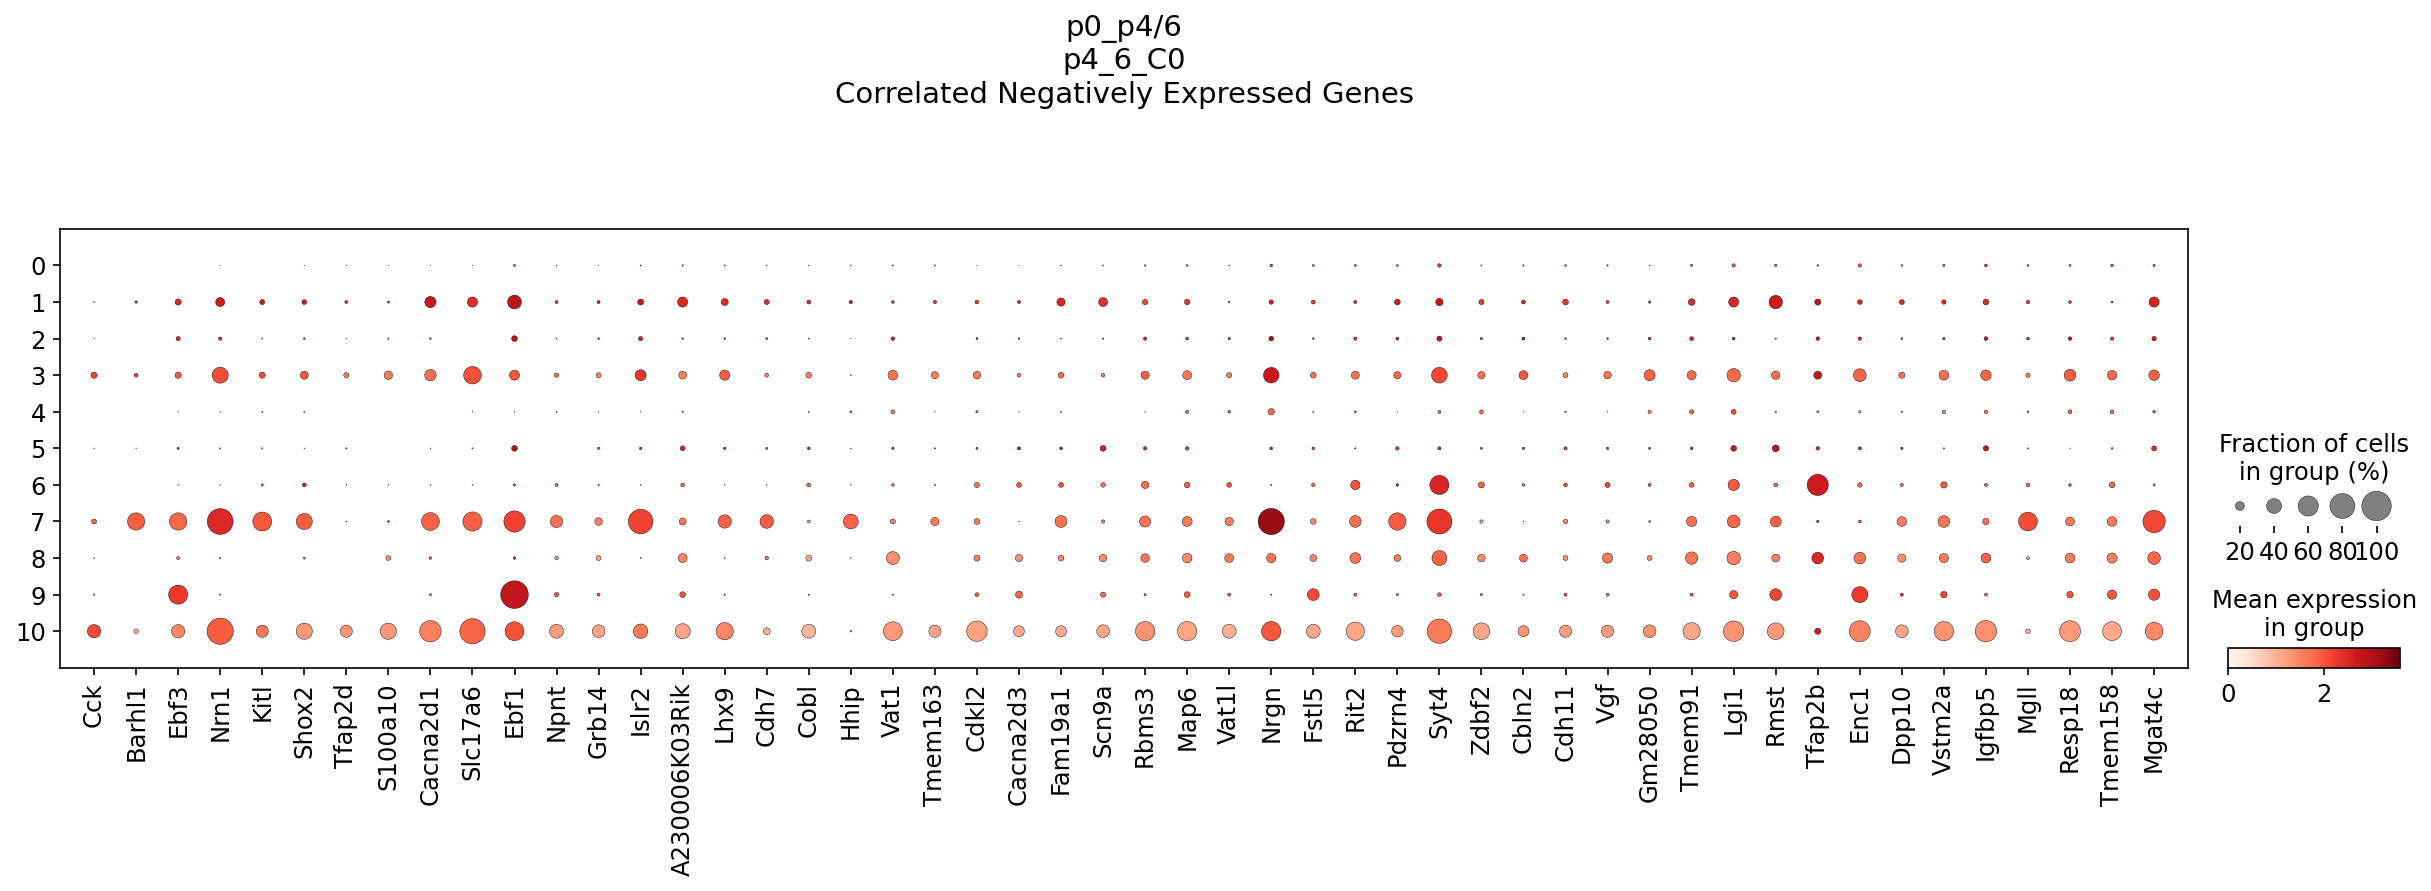 p0_p4/6
p4_6_C0
Correlated Negatively Expressed Genes
0
1
2
3
4
5
6
7
8
9
10
Cck
Barhl1
Ebf3
Nrn1
Kitl
Shox2
Tfap2d
S100a10
Cacna2d1
Slc17a6
Ebf1
Npnt
Grb14
Islr2
A230006K03Rik
Lhx9
Cdh7
Cobl
Hhip
Vat1
Tmem163
Cdkl2
Cacna2d3
Fam19a1
Scn9a
Rbms3
Map6
Vat1l
Nrgn
Fstl5
Rit2
Pdzrn4
Syt4
Zdbf2
Cbln2
Cdh11
Vgf
Gm28050
Tmem91
Lgi1
Rmst
Tfap2b
Enc1
Dpp10
Vstm2a
Igfbp5
Mgll
Resp18
Tmem158
Mgat4c
Fraction of cells
in group (%)
20 40 60 80 100
Mean expression
in group
0 2